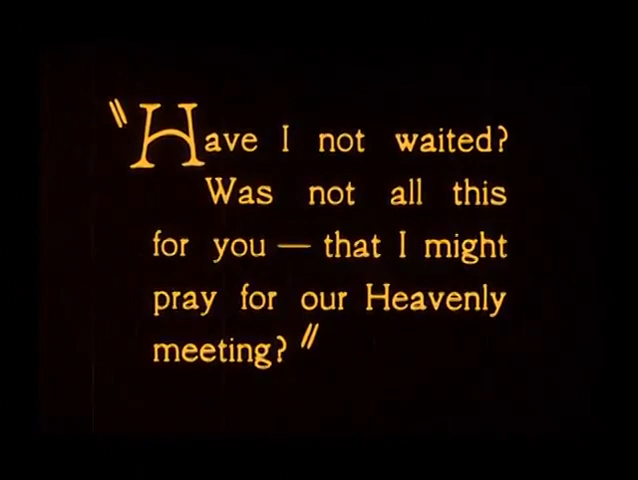 "Have I not waited?
Was not all this
for you — that I might
pray for our Heavenly
meeting?"